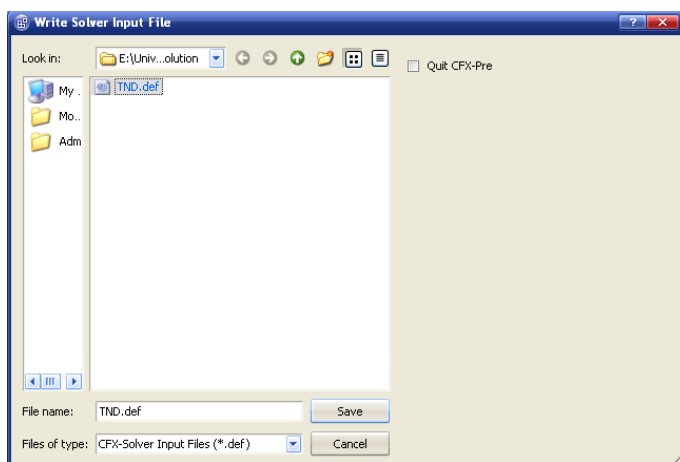 Write Solver Input File
Look in: E:\Univ...olution
Quit CFX-Pre
TND.def
My .
Mo..
Adm
File name: TND.def Save
Files of type: CFX-Solver Input Files (*.def) Cancel